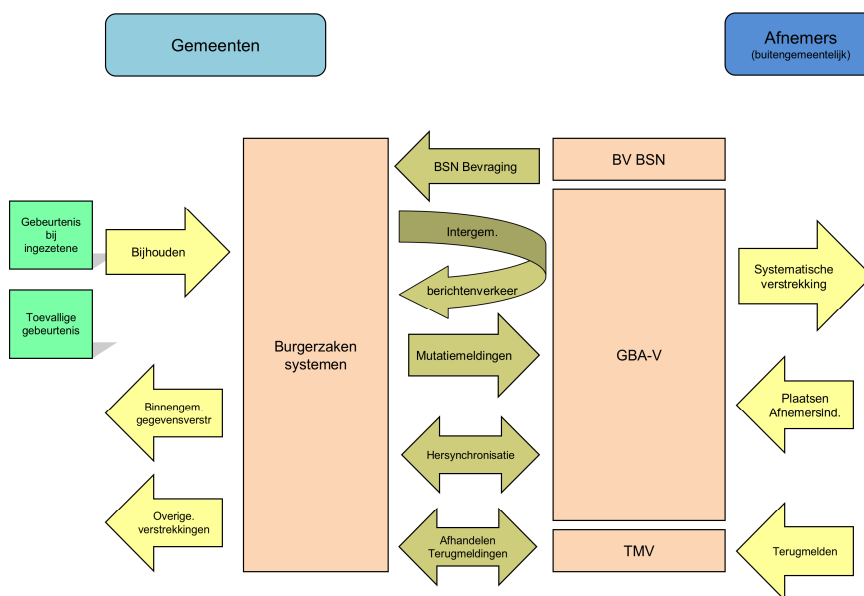 Gemeenten
Afnemers
(buitengemeentelijk)
BSN Bevraging
BV BSN
Gebeurtenis
bij
ingezetene
Bijhouden
Intergem.
berichtenverkeer
Systematische
verstrekking
Toevallige
gebeurtenis
Burgerzaken
systemen
Mutatiemeldingen
GBA-V
Binnengem.
gegevensverstr
Plaatsen
Afnemersind.
Hersynchronisatie
Overige.
verstrekkingen
Afhandelen
Terugmeldingen
TMV
Terugmelden